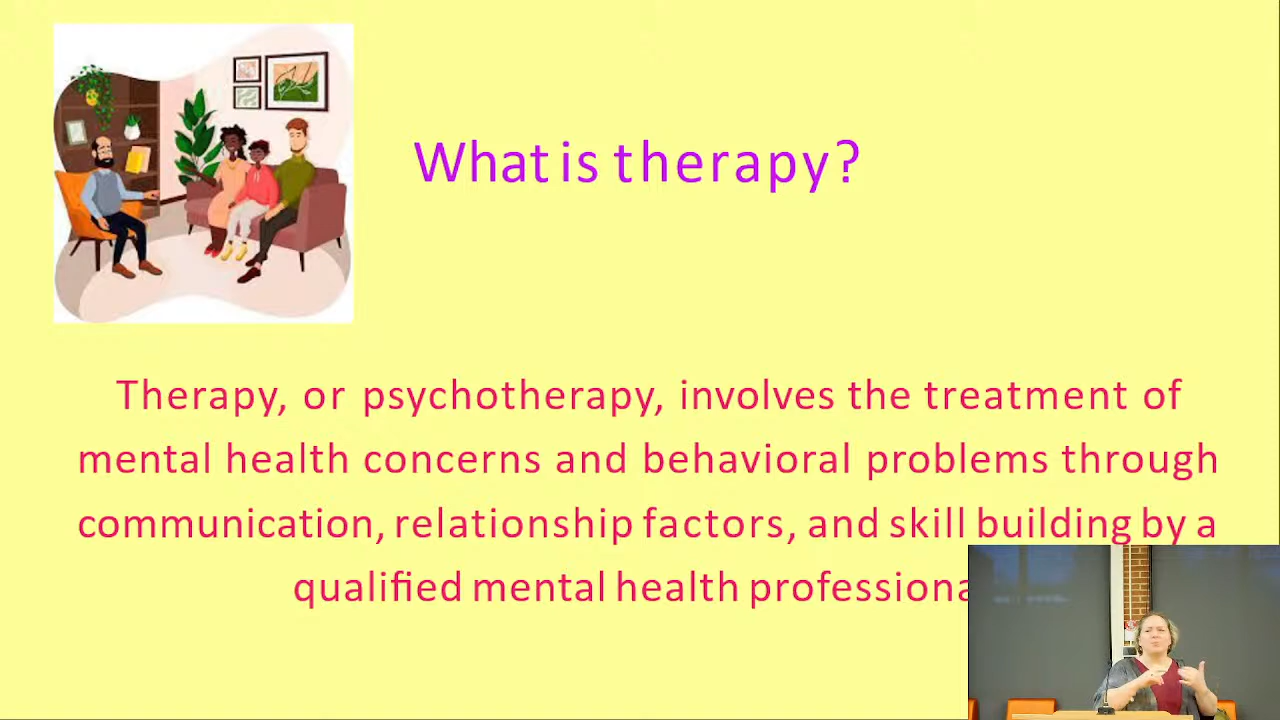 What is therapy?
Therapy, or psychotherapy, involves the treatment of
mental health concerns and behavioral problems through
communication, relationship factors, and skill building by a
qualified mental health